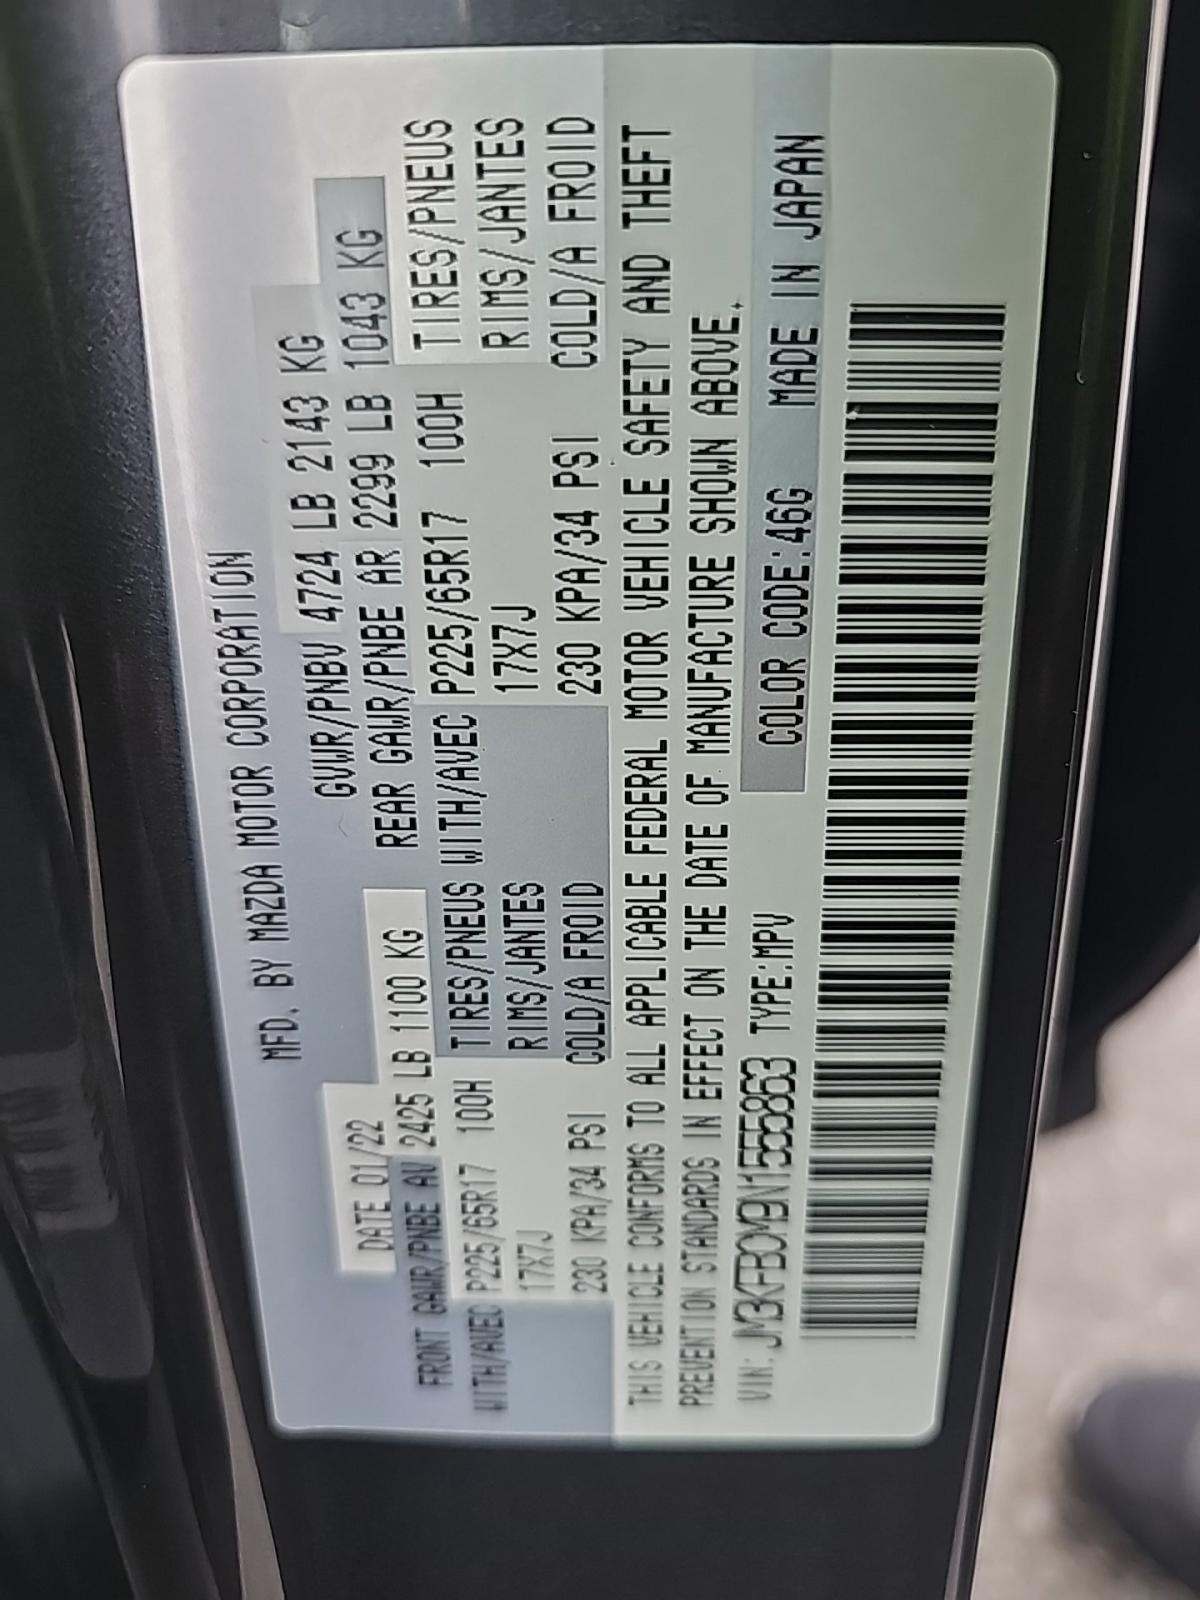 MFD. BY MAZDA MOTOR CORPORATION
DATE 01/22 GVWR/PNBV 4724 LB 2143 KG
FRONT GAWR/PNBE AV 2425 LB 1100 KG REAR GAWR/PNBE AR 2299 LB 1043 KG
WITH/AVEC P225/65R17 100H TIRES/PNEUS WITH/AVEC P225/65R17 100H TIRES/PNEUS
17X7J RIMS/JANTES 17X7J RIMS/JANTES
230 KPA/34 PSI COLD/A FROID 230 KPA/34 PSI COLD/A FROID
THIS VEHICLE CONFORMS TO ALL APPLICABLE FEDERAL MOTOR VEHICLE SAFETY AND THEFT
PREVENTION STANDARDS IN EFFECT ON THE DATE OF MANUFACTURE SHOWN ABOVE.
VIN: JM3KFBCM9N1555863 TYPE:MPV COLOR CODE:46G MADE IN JAPAN